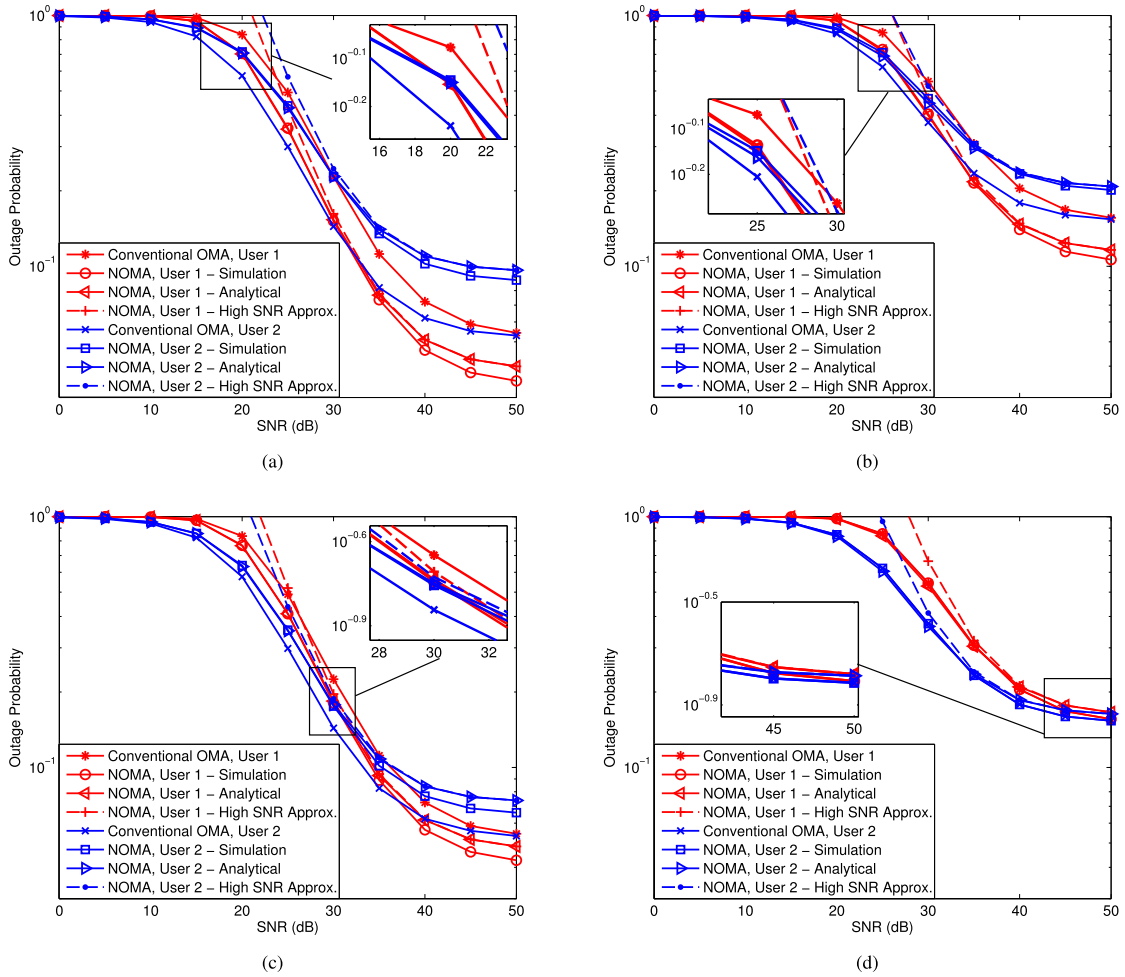 10^0
10^-1
Outage Probability
10^-0.1
10^-0.2
16 18 20 22
Conventional OMA, User 1
NOMA, User 1 – Simulation
NOMA, User 1 – Analytical
NOMA, User 1 – High SNR Approx.
Conventional OMA, User 2
NOMA, User 2 – Simulation
NOMA, User 2 – Analytical
NOMA, User 2 – High SNR Approx.
0 10 20 30 40 50
SNR (dB)
(a)
10^0
10^-1
Outage Probability
10^-0.1
10^-0.2
25 30
Conventional OMA, User 1
NOMA, User 1 – Simulation
NOMA, User 1 – Analytical
NOMA, User 1 – High SNR Approx.
Conventional OMA, User 2
NOMA, User 2 – Simulation
NOMA, User 2 – Analytical
NOMA, User 2 – High SNR Approx.
0 10 20 30 40 50
SNR (dB)
(b)
10^0
10^-1
Outage Probability
10^-0.6
10^-0.9
28 30 32
Conventional OMA, User 1
NOMA, User 1 – Simulation
NOMA, User 1 – Analytical
NOMA, User 1 – High SNR Approx.
Conventional OMA, User 2
NOMA, User 2 – Simulation
NOMA, User 2 – Analytical
NOMA, User 2 – High SNR Approx.
0 10 20 30 40 50
SNR (dB)
(c)
10^0
10^-1
Outage Probability
10^-0.5
10^-0.9
45 50
Conventional OMA, User 1
NOMA, User 1 – Simulation
NOMA, User 1 – Analytical
NOMA, User 1 – High SNR Approx.
Conventional OMA, User 2
NOMA, User 2 – Simulation
NOMA, User 2 – Analytical
NOMA, User 2 – High SNR Approx.
0 10 20 30 40 50
SNR (dB)
(d)